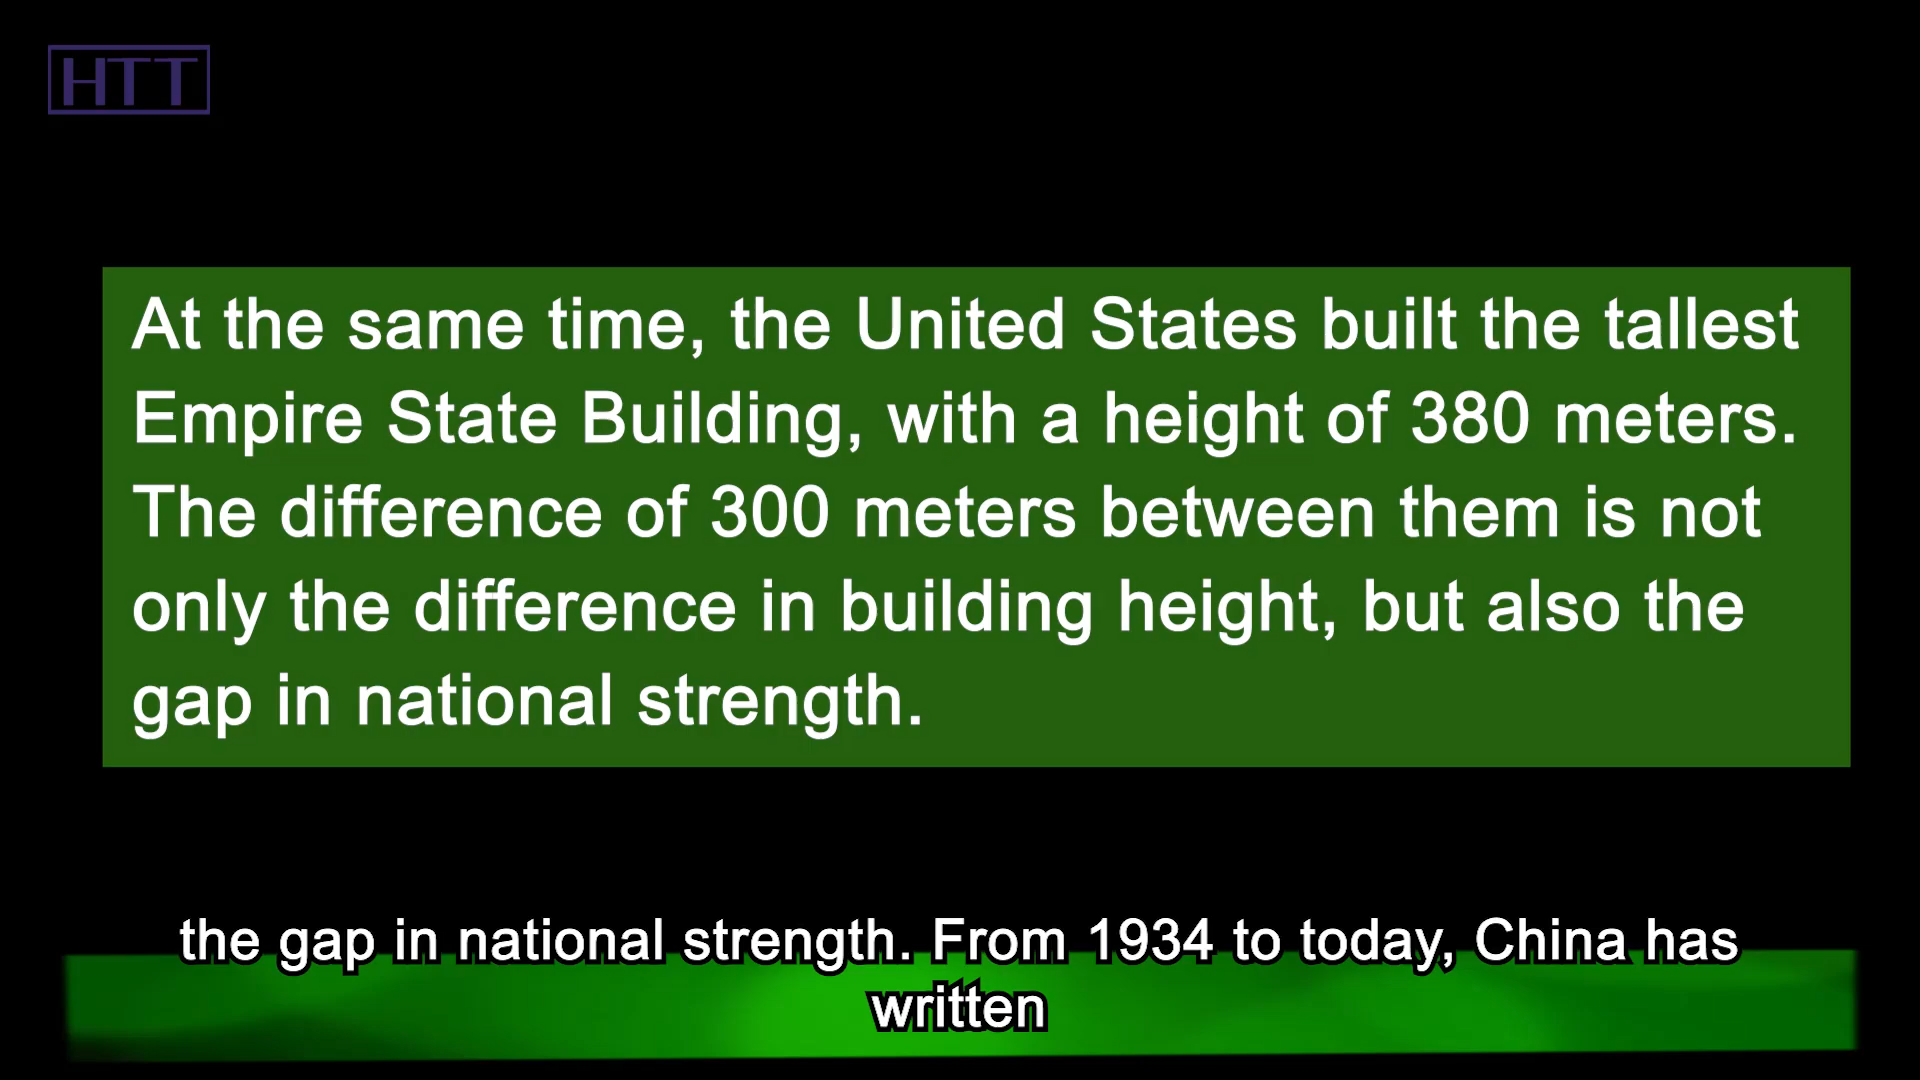 HTT
At the same time, the United States built the tallest
Empire State Building, with a height of 380 meters.
The difference of 300 meters between them is not
only the difference in building height, but also the
gap in national strength.
the gap in national strength. From 1934 to today, China has
written